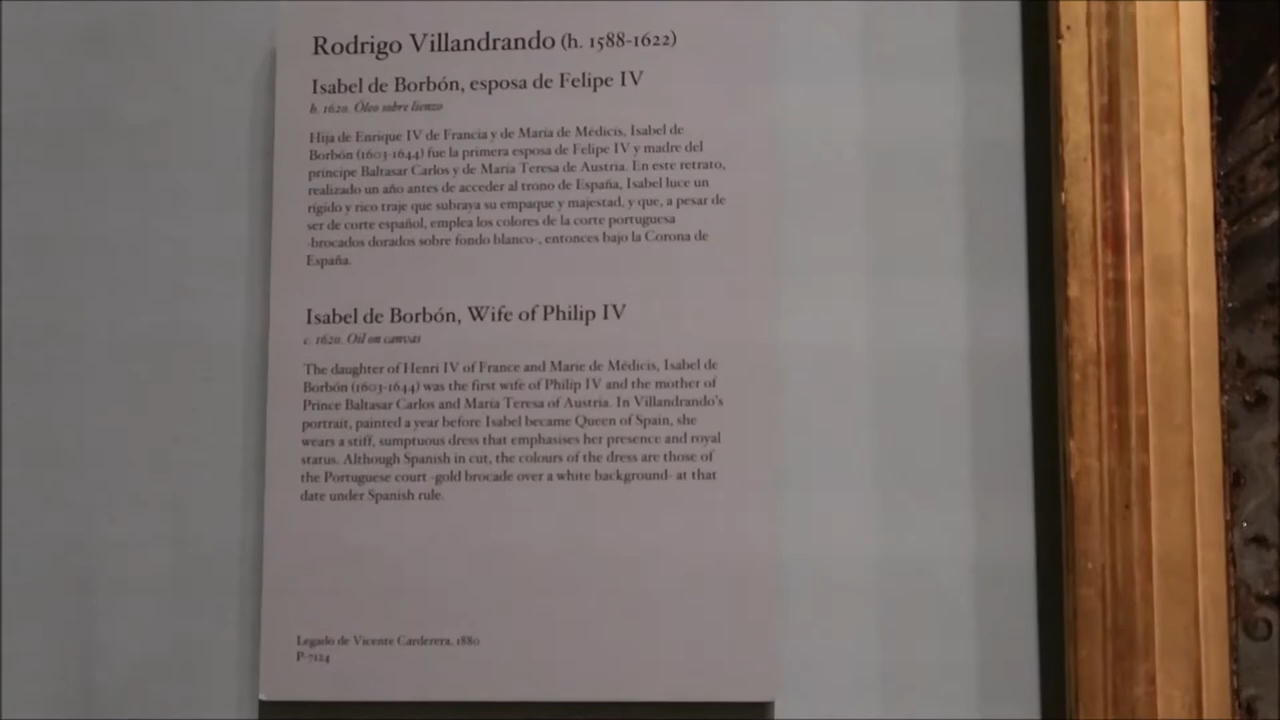 Rodrigo Villandrando (h. 1588-1622)
Isabel de Borbón, esposa de Felipe IV
h. 1620. Óleo sobre lienzo
Hija de Enrique IV de Francia y de María de Médicis, Isabel de
Borbón (1603-1644) fue la primera esposa de Felipe IV y madre del
príncipe Baltasar Carlos y de María Teresa de Austria. En este retrato,
realizado un año antes de acceder al trono de España, Isabel luce un
rígido y rico traje que subraya su empaque y majestad, y que, a pesar de
ser de corte español, emplea los colores de la corte portuguesa
-brocados dorados sobre fondo blanco-, entonces bajo la Corona de
España.
Isabel de Borbón, Wife of Philip IV
c. 1620. Oil on canvas
The daughter of Henri IV of France and Marie de Médicis, Isabel de
Borbón (1603-1644) was the first wife of Philip IV and the mother of
Prince Baltasar Carlos and María Teresa of Austria. In Villandrando's
portrait, painted a year before Isabel became Queen of Spain, she
wears a stiff, sumptuous dress that emphasises her presence and royal
status. Although Spanish in cut, the colours of the dress are those of
the Portuguese court -gold brocade over a white background- at that
date under Spanish rule.
Legado de Vicente Carderera, 1880
P-7124